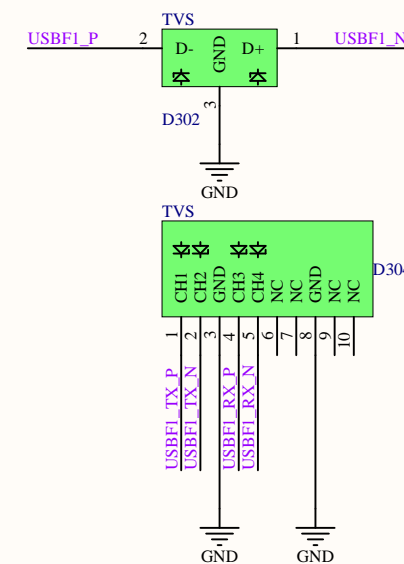 TVS
USBF1_P 2 D- GND D+ 1 USBF1_N
3
D302
GND
TVS
D304
CH1 CH2 GND CH3 CH4 NC NC GND NC NC
1 2 3 4 5 6 7 8 9 10
USBF1_TX_P
USBF1_TX_N
USBF1_RX_P
USBF1_RX_N
GND GND